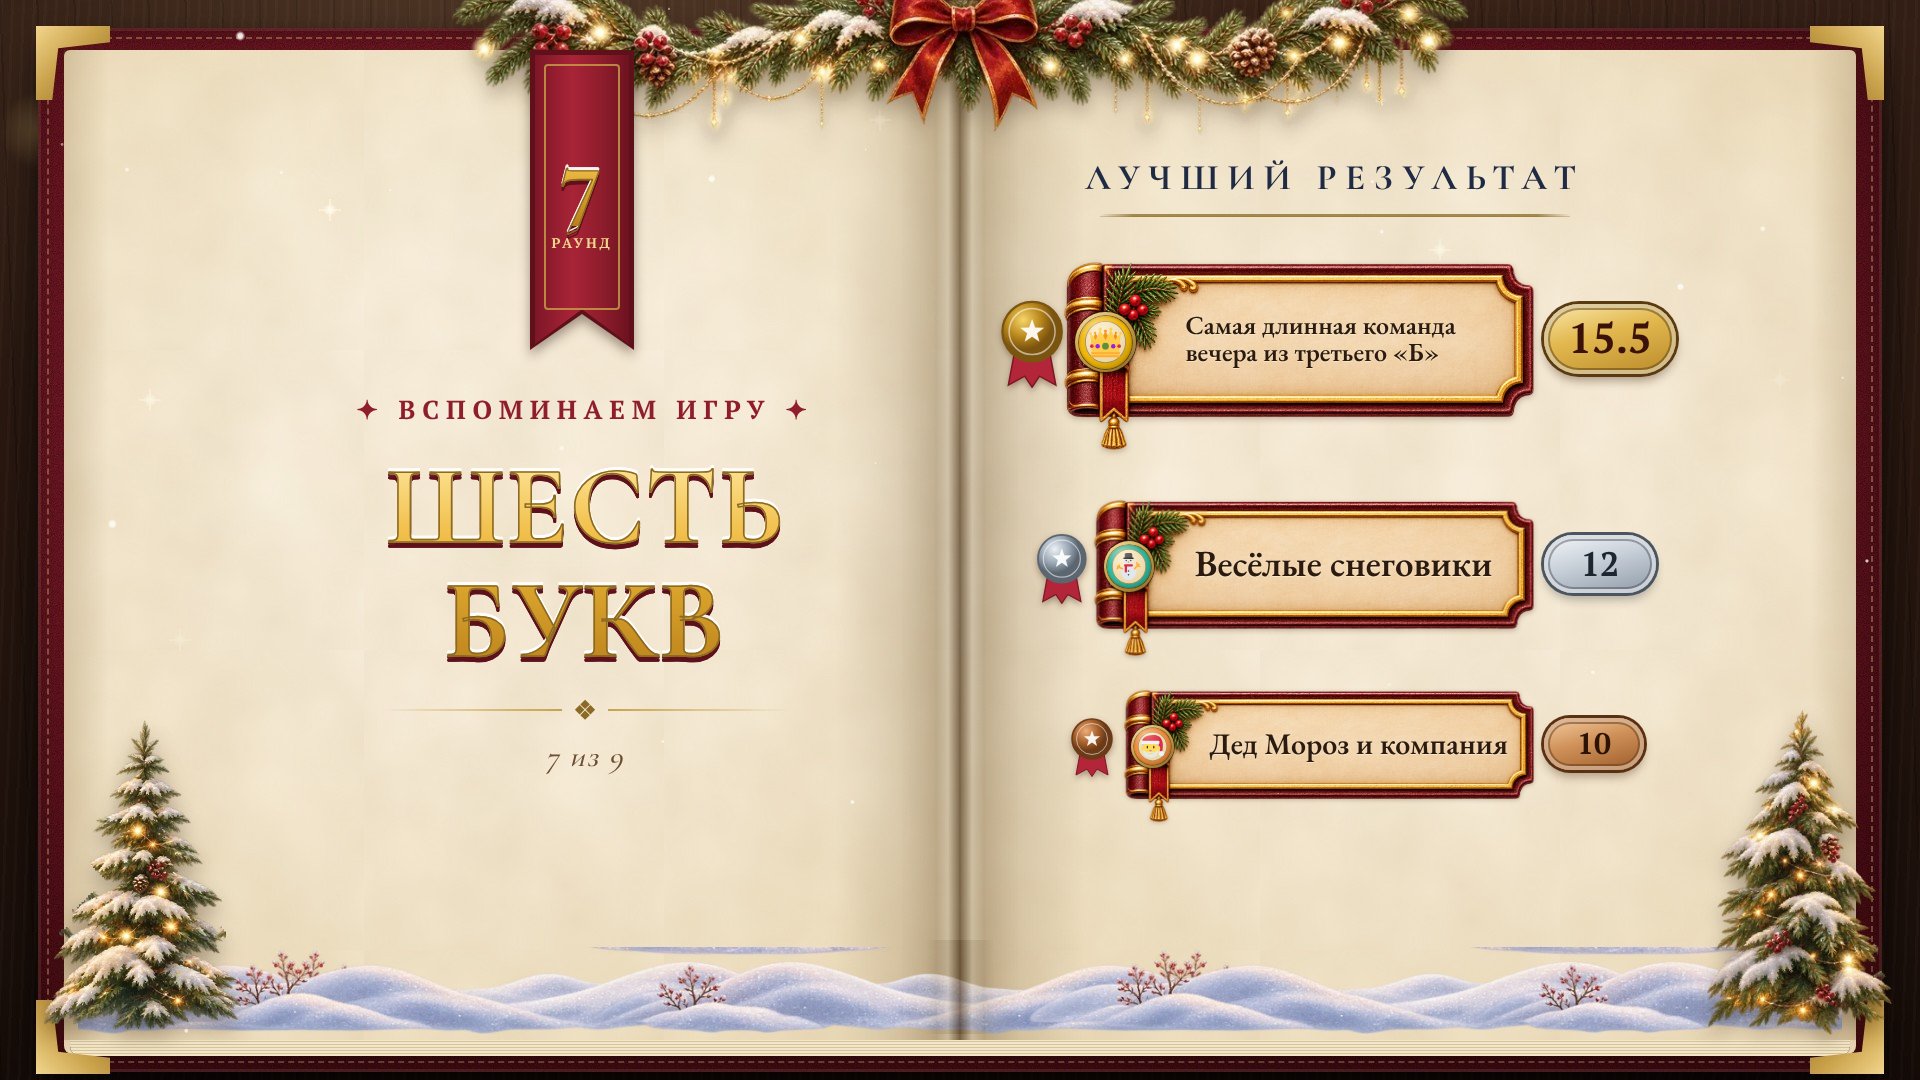 7
РАУНД
ВСПОМИНАЕМ ИГРУ
ШЕСТЬ
БУКВ
7 из 9
ЛУЧШИЙ РЕЗУЛЬТАТ
Самая длинная команда
вечера из третьего «Б»
15.5
Весёлые снеговики
12
Дед Мороз и компания
10